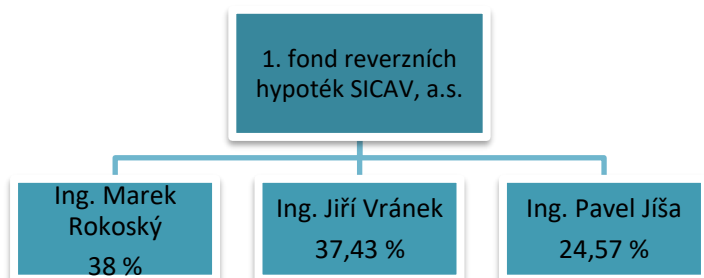 1. fond reverzních
hypoték SICAV, a.s.
Ing. Marek
Rokoský
38 %
Ing. Jiří Vránek
37,43 %
Ing. Pavel Jíša
24,57 %